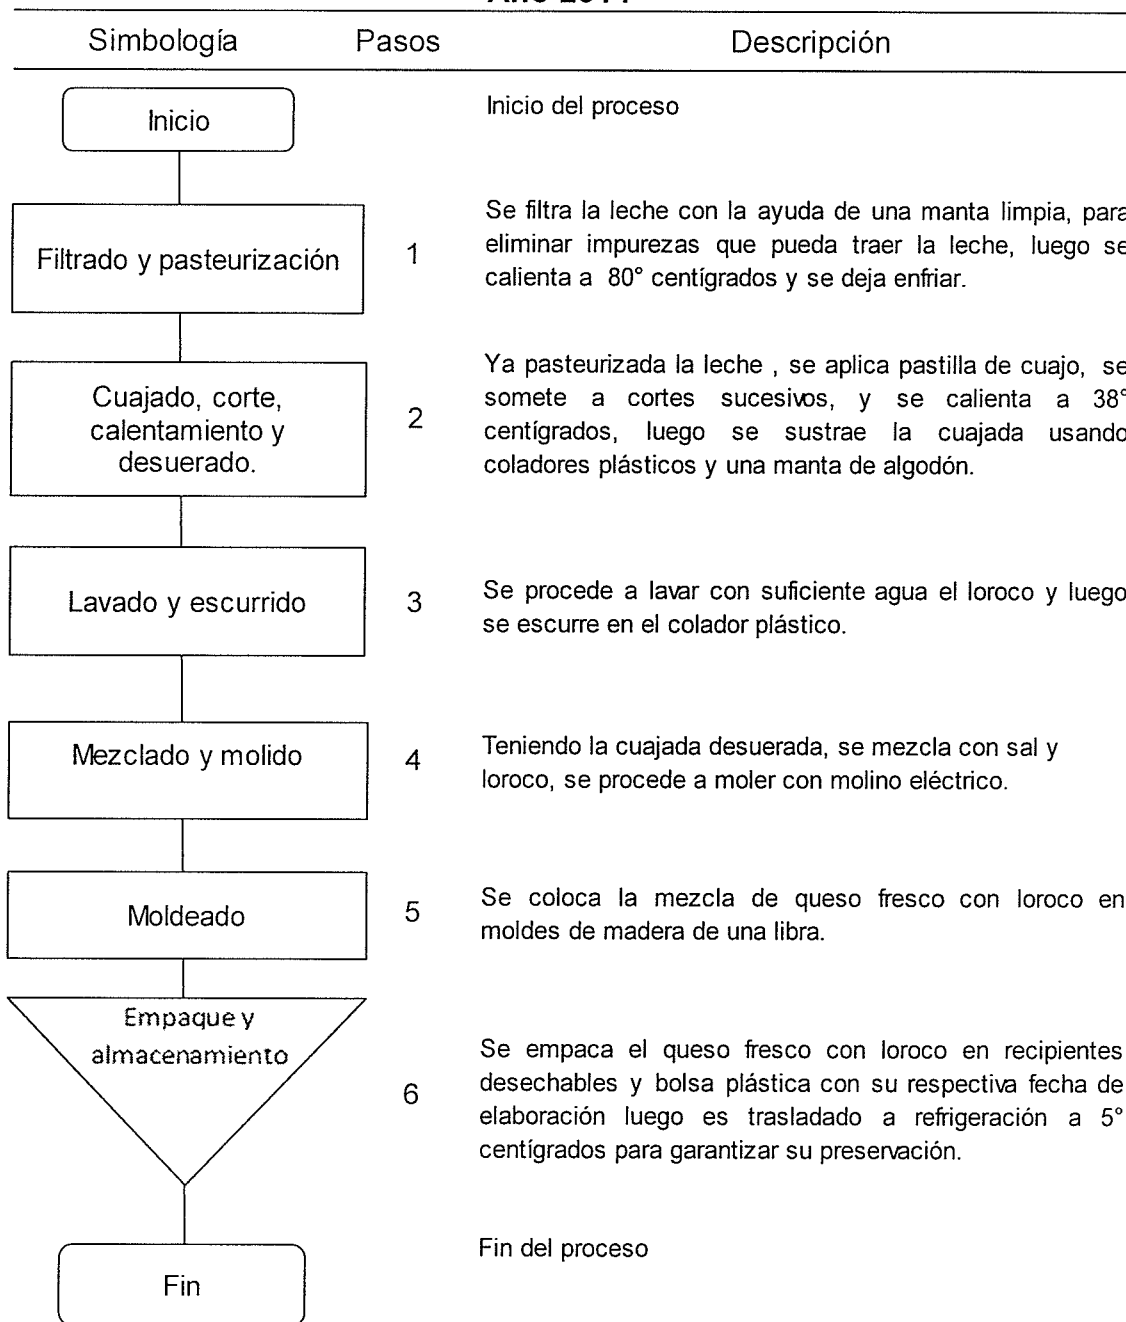 Simbología Pasos Descripción
Inicio
Inicio del proceso
Filtrado y pasteurización
1
Se filtra la leche con la ayuda de una manta limpia, para
eliminar impurezas que pueda traer la leche, luego se
calienta a 80° centígrados y se deja enfriar.
Cuajado, corte,
calentamiento y
desuerado.
2
Ya pasteurizada la leche , se aplica pastilla de cuajo, se
somete a cortes sucesivos, y se calienta a 38°
centígrados, luego se sustrae la cuajada usando
coladores plásticos y una manta de algodón.
Lavado y escurrido
3
Se procede a lavar con suficiente agua el loroco y luego
se escurre en el colador plástico.
Mezclado y molido
4
Teniendo la cuajada desuerada, se mezcla con sal y
loroco, se procede a moler con molino eléctrico.
Moldeado
5
Se coloca la mezcla de queso fresco con loroco en
moldes de madera de una libra.
Empaque y
almacenamiento
6
Se empaca el queso fresco con loroco en recipientes
desechables y bolsa plástica con su respectiva fecha de
elaboración luego es trasladado a refrigeración a 5°
centígrados para garantizar su preservación.
Fin
Fin del proceso